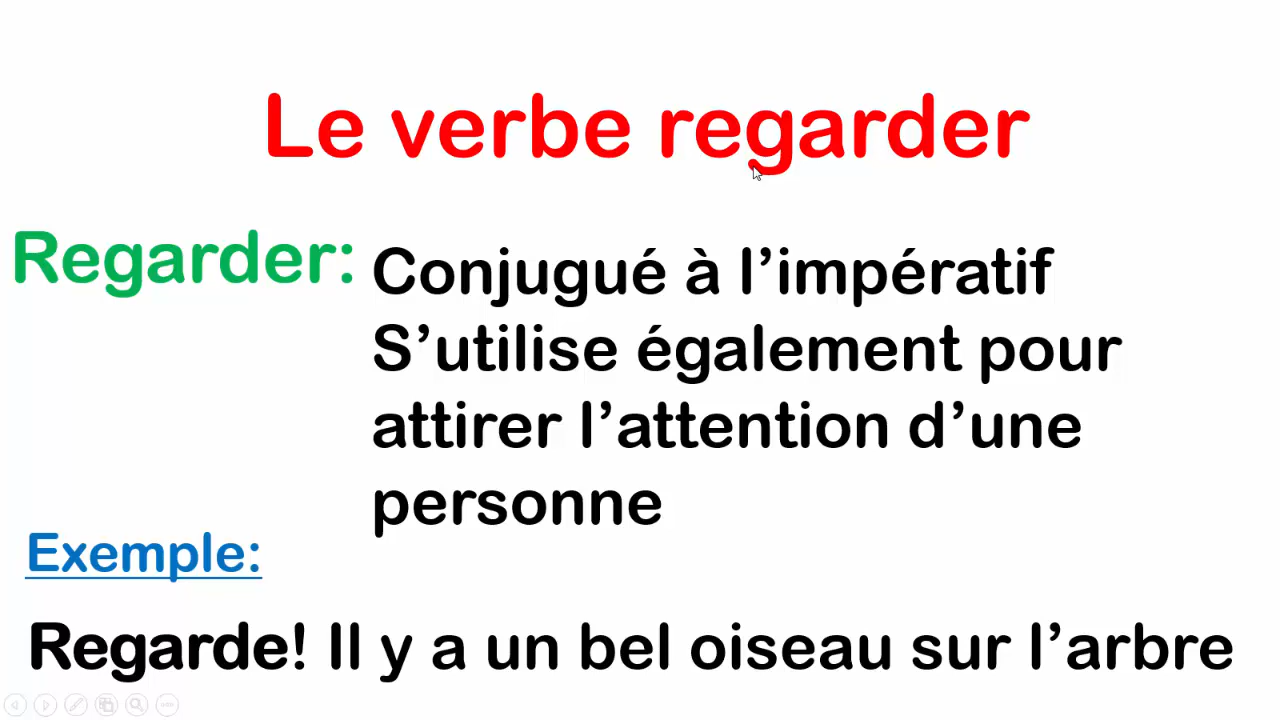 Le verbe regarder
Regarder:
Conjugué à l’impératif
S’utilise également pour
attirer l’attention d’une
personne
Exemple:
Regarde! Il y a un bel oiseau sur l’arbre